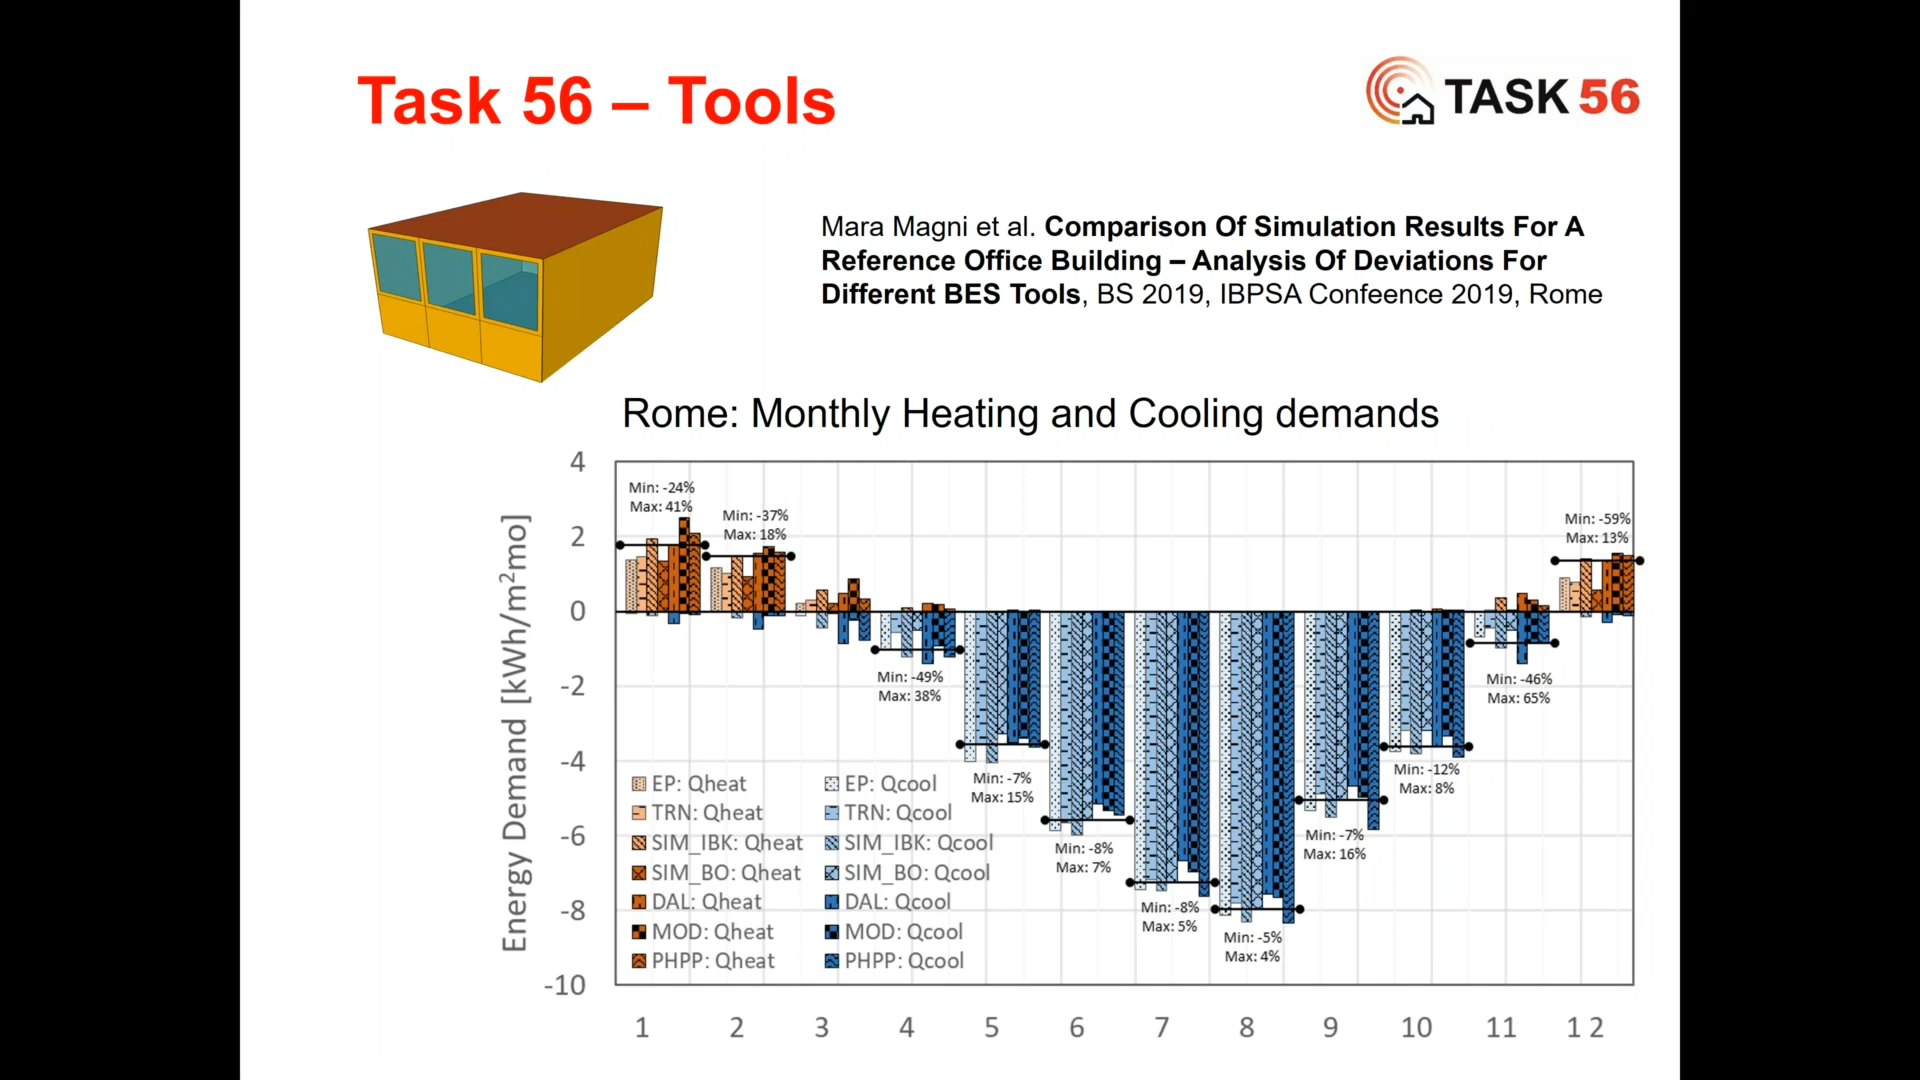 Task 56 – Tools
TASK 56
Mara Magni et al. Comparison Of Simulation Results For A
Reference Office Building – Analysis Of Deviations For
Different BES Tools, BS 2019, IBPSA Confeence 2019, Rome
Rome: Monthly Heating and Cooling demands
Energy Demand [kWh/m²mo]
4
2
0
-2
-4
-6
-8
-10
Min: -24%
Max: 41%
Min: -37%
Max: 18%
Min: -49%
Max: 38%
Min: -7%
Max: 15%
Min: -8%
Max: 7%
Min: -8%
Max: 5%
Min: -5%
Max: 4%
Min: -7%
Max: 16%
Min: -12%
Max: 8%
Min: -46%
Max: 65%
Min: -59%
Max: 13%
EP: Qheat EP: Qcool
TRN: Qheat TRN: Qcool
SIM_IBK: Qheat SIM_IBK: Qcool
SIM_BO: Qheat SIM_BO: Qcool
DAL: Qheat DAL: Qcool
MOD: Qheat MOD: Qcool
PHPP: Qheat PHPP: Qcool
1 2 3 4 5 6 7 8 9 10 11 12